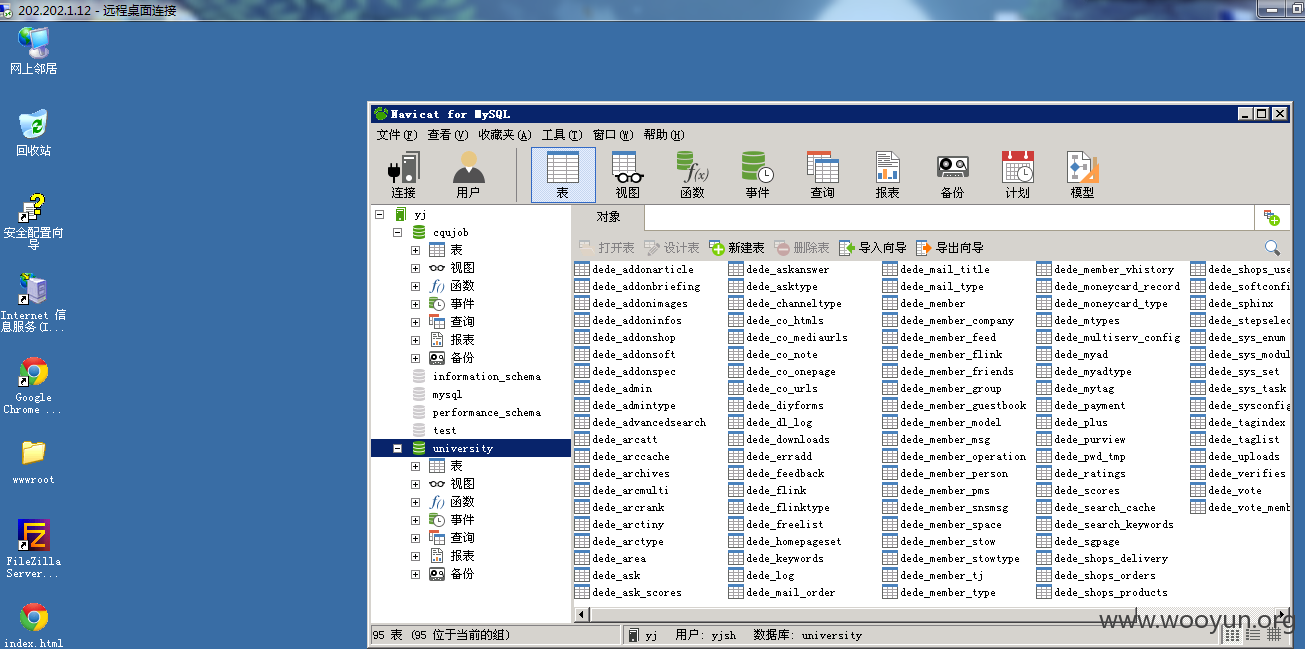 202.202.1.12 - 远程桌面连接
网上邻居
回收站
安全配置向
导
Internet 信
息服务(I...
Google
Chrome ...
wwwroot
FileZilla
Server...
index.html
Navicat for MySQL
文件(F) 查看(V) 收藏夹(A) 工具(T) 窗口(W) 帮助(H)
连接 用户 表 视图 函数 事件 查询 报表 备份 计划 模型
yj
cqujob
表
视图
函数
事件
查询
报表
备份
information_schema
mysql
performance_schema
test
university
表
视图
函数
事件
查询
报表
备份
对象
打开表 设计表 新建表 删除表 导入向导 导出向导
dede_addonarticle
dede_addonbriefing
dede_addonimages
dede_addoninfos
dede_addonshop
dede_addonsoft
dede_addonspec
dede_admin
dede_admintype
dede_advancedsearch
dede_arcatt
dede_arccache
dede_archives
dede_arcmulti
dede_arcrank
dede_arctiny
dede_arctype
dede_area
dede_ask
dede_ask_scores
dede_askanswer
dede_asktype
dede_channeltype
dede_co_htmls
dede_co_mediaurls
dede_co_note
dede_co_onepage
dede_co_urls
dede_diyforms
dede_dl_log
dede_downloads
dede_erradd
dede_feedback
dede_flink
dede_flinktype
dede_freelist
dede_homepageset
dede_keywords
dede_log
dede_mail_order
dede_mail_title
dede_mail_type
dede_member
dede_member_company
dede_member_feed
dede_member_flink
dede_member_friends
dede_member_group
dede_member_guestbook
dede_member_model
dede_member_msg
dede_member_operation
dede_member_person
dede_member_pms
dede_member_snsmsg
dede_member_space
dede_member_stow
dede_member_stowtype
dede_member_tj
dede_member_type
dede_member_vhistory
dede_moneycard_record
dede_moneycard_type
dede_mtypes
dede_multiserv_config
dede_myad
dede_myadtype
dede_mytag
dede_payment
dede_plus
dede_purview
dede_pwd_tmp
dede_ratings
dede_scores
dede_search_cache
dede_search_keywords
dede_sgpage
dede_shops_delivery
dede_shops_orders
dede_shops_products
dede_shops_use
dede_softconfi
dede_sphinx
dede_stepselec
dede_sys_enum
dede_sys_modul
dede_sys_set
dede_sys_task
dede_sysconfig
dede_tagindex
dede_taglist
dede_uploads
dede_verifies
dede_vote
dede_vote_memb
95 表 (95 位于当前的组)
yj 用户: yjsh 数据库: university
www.wooyun.org